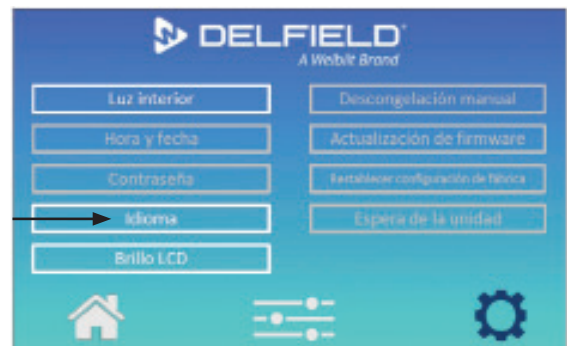 DELFIELD
A Welbilt Brand
Luz interior
Hora y fecha
Contraseña
Idioma
Brillo LCD
Descongelación manual
Actualización de firmware
Restablecer configuración de fábrica
Espera de la unidad